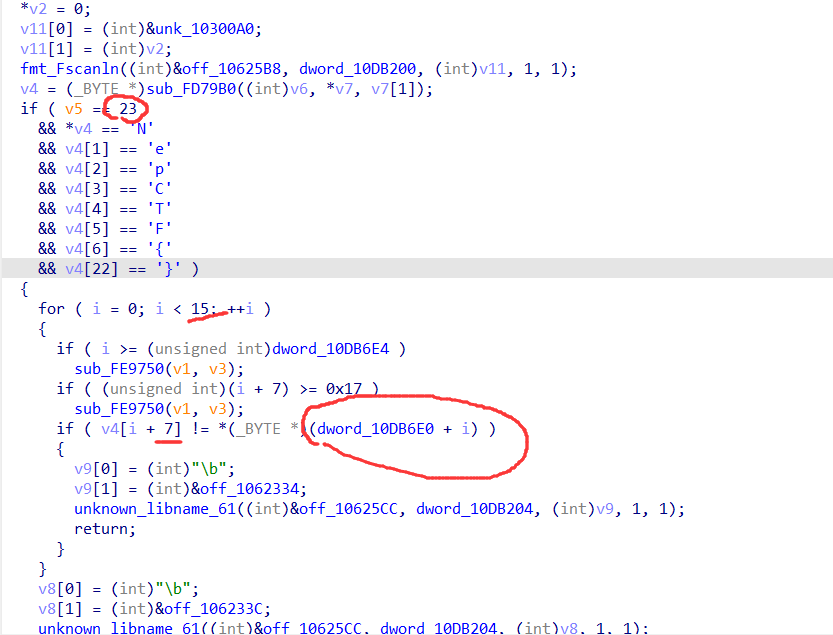 *v2 = 0;
v11[0] = (int)&unk_10300A0;
v11[1] = (int)v2;
fmt_Fscanln((int)&off_10625B8, dword_10DB200, (int)v11, 1, 1);
v4 = (_BYTE *)sub_FD79B0((int)v6, *v7, v7[1]);
if ( v5 == 23
&& *v4 == 'N'
&& v4[1] == 'e'
&& v4[2] == 'p'
&& v4[3] == 'C'
&& v4[4] == 'T'
&& v4[5] == 'F'
&& v4[6] == '{'
&& v4[22] == '}' )
{
for ( i = 0; i < 15; ++i )
{
if ( i >= (unsigned int)dword_10DB6E4 )
sub_FE9750(v1, v3);
if ( (unsigned int)(i + 7) >= 0x17 )
sub_FE9750(v1, v3);
if ( v4[i + 7] != *(_BYTE *)(dword_10DB6E0 + i) )
{
v9[0] = (int)"\b";
v9[1] = (int)&off_1062334;
unknown_libname_61((int)&off_10625CC, dword_10DB204, (int)v9, 1, 1);
return;
}
}
v8[0] = (int)"\b";
v8[1] = (int)&off_106233C;
unknown_libname_61((int)&off_10625CC, dword_10DB204, (int)v8, 1, 1);